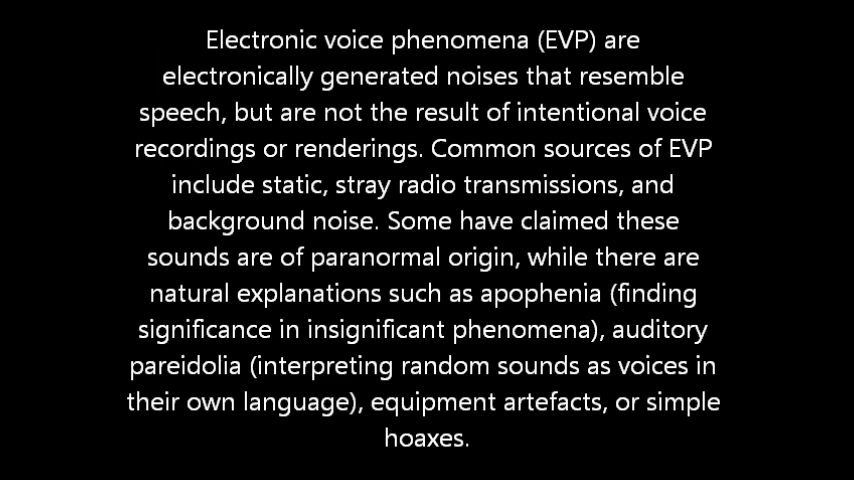 Electronic voice phenomena (EVP) are
electronically generated noises that resemble
speech, but are not the result of intentional voice
recordings or renderings. Common sources of EVP
include static, stray radio transmissions, and
background noise. Some have claimed these
sounds are of paranormal origin, while there are
natural explanations such as apophenia (finding
significance in insignificant phenomena), auditory
pareidolia (interpreting random sounds as voices in
their own language), equipment artefacts, or simple
hoaxes.